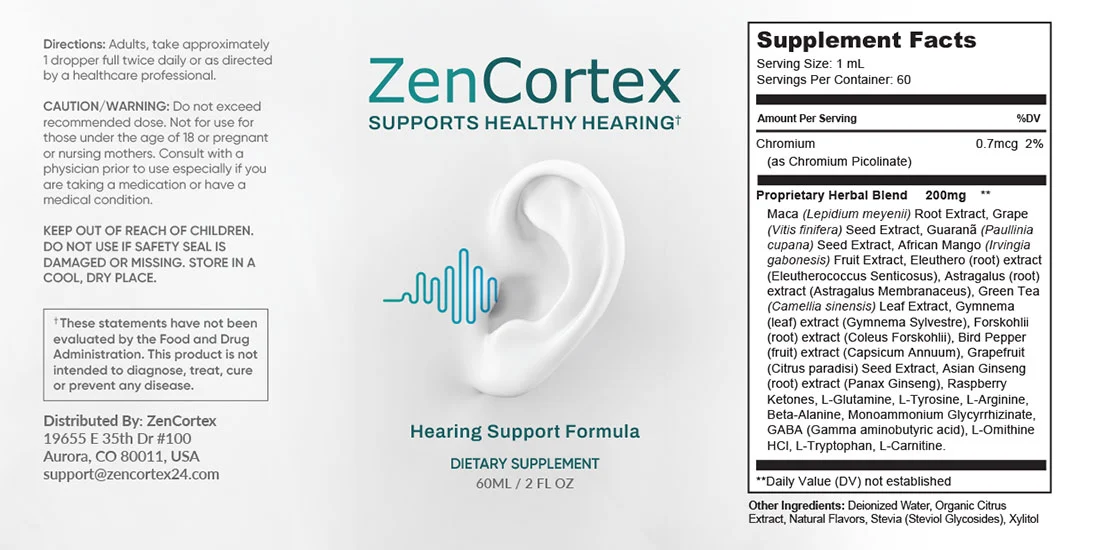 Directions: Adults, take approximately
1 dropper full twice daily or as directed
by a healthcare professional.
CAUTION/WARNING: Do not exceed
recommended dose. Not for use for
those under the age of 18 or pregnant
or nursing mothers. Consult with a
physician prior to use especially if you
are taking a medication or have a
medical condition.
KEEP OUT OF REACH OF CHILDREN.
DO NOT USE IF SAFETY SEAL IS
DAMAGED OR MISSING. STORE IN A
COOL, DRY PLACE.
†These statements have not been
evaluated by the Food and Drug
Administration. This product is not
intended to diagnose, treat, cure
or prevent any disease.
Distributed By: ZenCortex
19655 E 35th Dr #100
Aurora, CO 80011, USA
support@zencortex24.com
ZenCortex
SUPPORTS HEALTHY HEARING†
Hearing Support Formula
DIETARY SUPPLEMENT
60ML / 2 FL OZ
Supplement Facts
Serving Size: 1 mL
Servings Per Container: 60
Amount Per Serving %DV
Chromium 0.7mcg 2%
(as Chromium Picolinate)
Proprietary Herbal Blend 200mg **
Maca (Lepidium meyenii) Root Extract, Grape
(Vitis finifera) Seed Extract, Guaranã (Paullinia
cupana) Seed Extract, African Mango (Irvingia
gabonesis) Fruit Extract, Eleuthero (root) extract
(Eleutherococcus Senticosus), Astragalus (root)
extract (Astragalus Membranaceus), Green Tea
(Camellia sinensis) Leaf Extract, Gymnema
(leaf) extract (Gymnema Sylvestre), Forskohlii
(root) extract (Coleus Forskohlii), Bird Pepper
(fruit) extract (Capsicum Annuum), Grapefruit
(Citrus paradisi) Seed Extract, Asian Ginseng
(root) extract (Panax Ginseng), Raspberry
Ketones, L-Glutamine, L-Tyrosine, L-Arginine,
Beta-Alanine, Monoammonium Glycyrrhizinate,
GABA (Gamma aminobutyric acid), L-Omithine
HCI, L-Tryptophan, L-Carnitine.
**Daily Value (DV) not established
Other Ingredients: Deionized Water, Organic Citrus
Extract, Natural Flavors, Stevia (Steviol Glycosides), Xylitol